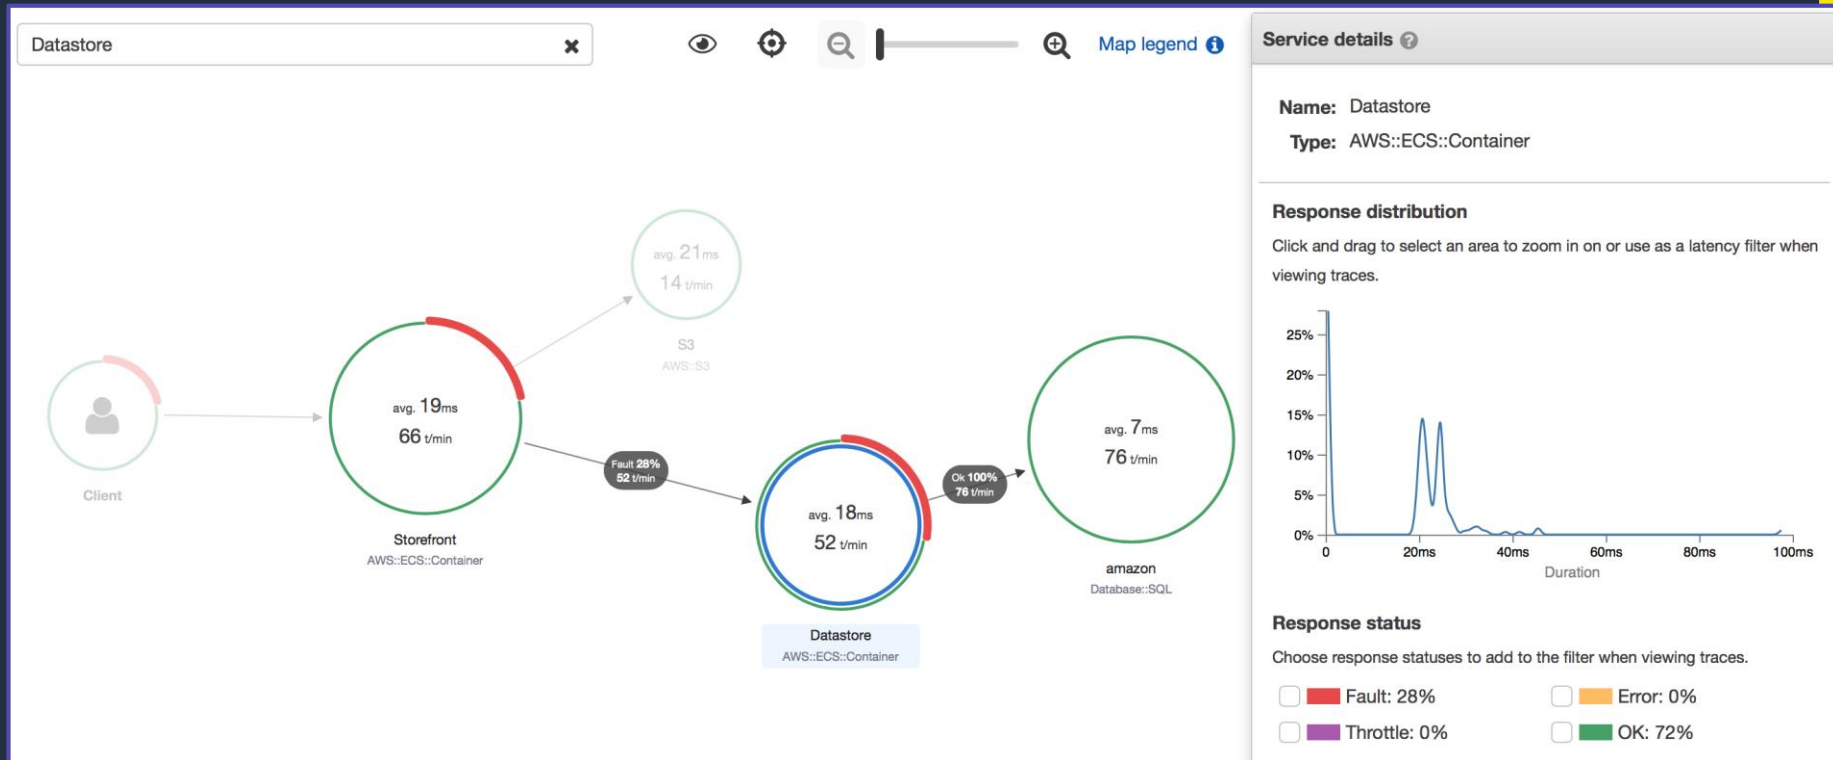 Datastore
Map legend
Service details
Name: Datastore
Type: AWS::ECS::Container
Response distribution
Click and drag to select an area to zoom in on or use as a latency filter when
viewing traces.
25%
20%
15%
10%
5%
0%
0 20ms 40ms 60ms 80ms 100ms
Duration
Response status
Choose response statuses to add to the filter when viewing traces.
Fault: 28%
Error: 0%
Throttle: 0%
OK: 72%
Client
avg. 19ms
66 t/min
Storefront
AWS::ECS::Container
avg. 21ms
14 t/min
S3
AWS::S3
Fault 28%
52 t/min
avg. 18ms
52 t/min
Datastore
AWS::ECS::Container
Ok 100%
76 t/min
avg. 7ms
76 t/min
amazon
Database::SQL